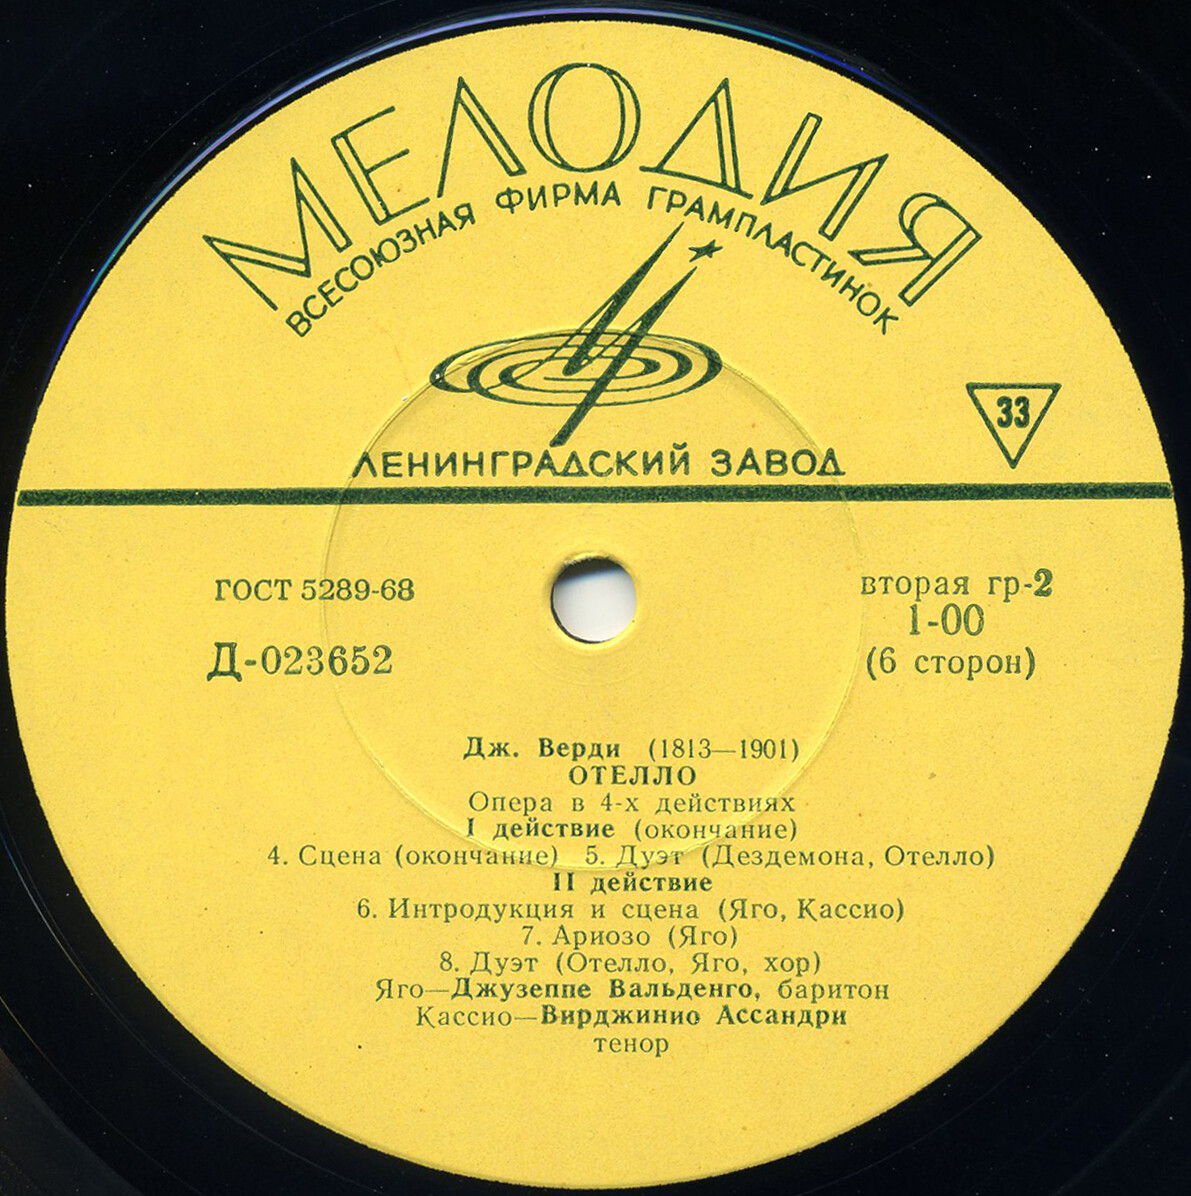 МЕЛОДИЯ
ВСЕСОЮЗНАЯ ФИРМА ГРАМПЛАСТИНОК
33
ЛЕНИНГРАДСКИЙ ЗАВОД
ГОСТ 5289-68
Д-023652
вторая гр-2
1-00
(6 сторон)
Дж. Верди (1813—1901)
ОТЕЛЛО
Опера в 4-х действиях
I действие (окончание)
4. Сцена (окончание) 5. Дуэт (Дездемона, Отелло)
II действие
6. Интродукция и сцена (Яго, Кассио)
7. Ариозо (Яго)
8. Дуэт (Отелло, Яго, хор)
Яго—Джузеппе Вальденго, баритон
Кассио—Вирджинио Ассандри
тенор